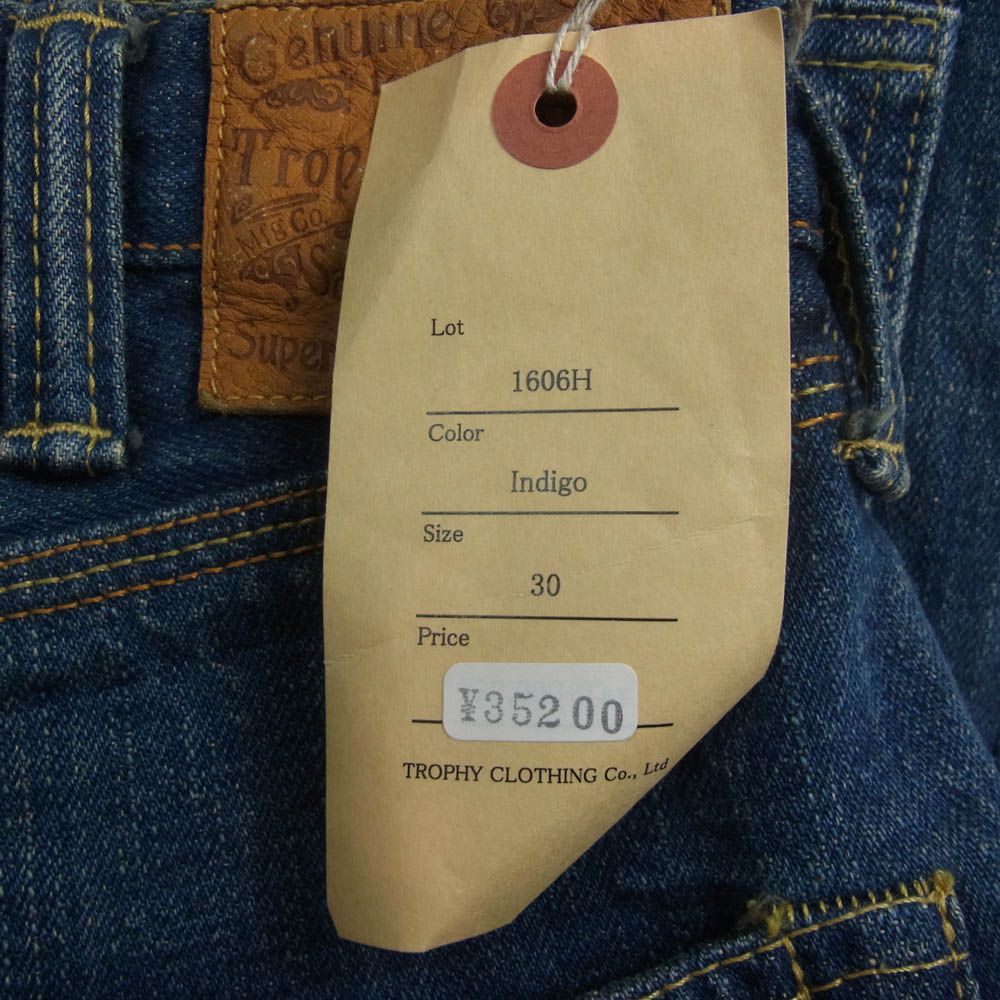 Genuine
Trop
Mfg Co.
Super
Lot
1606H
Color
Indigo
Size
30
Price
¥35200
TROPHY CLOTHING Co., Ltd